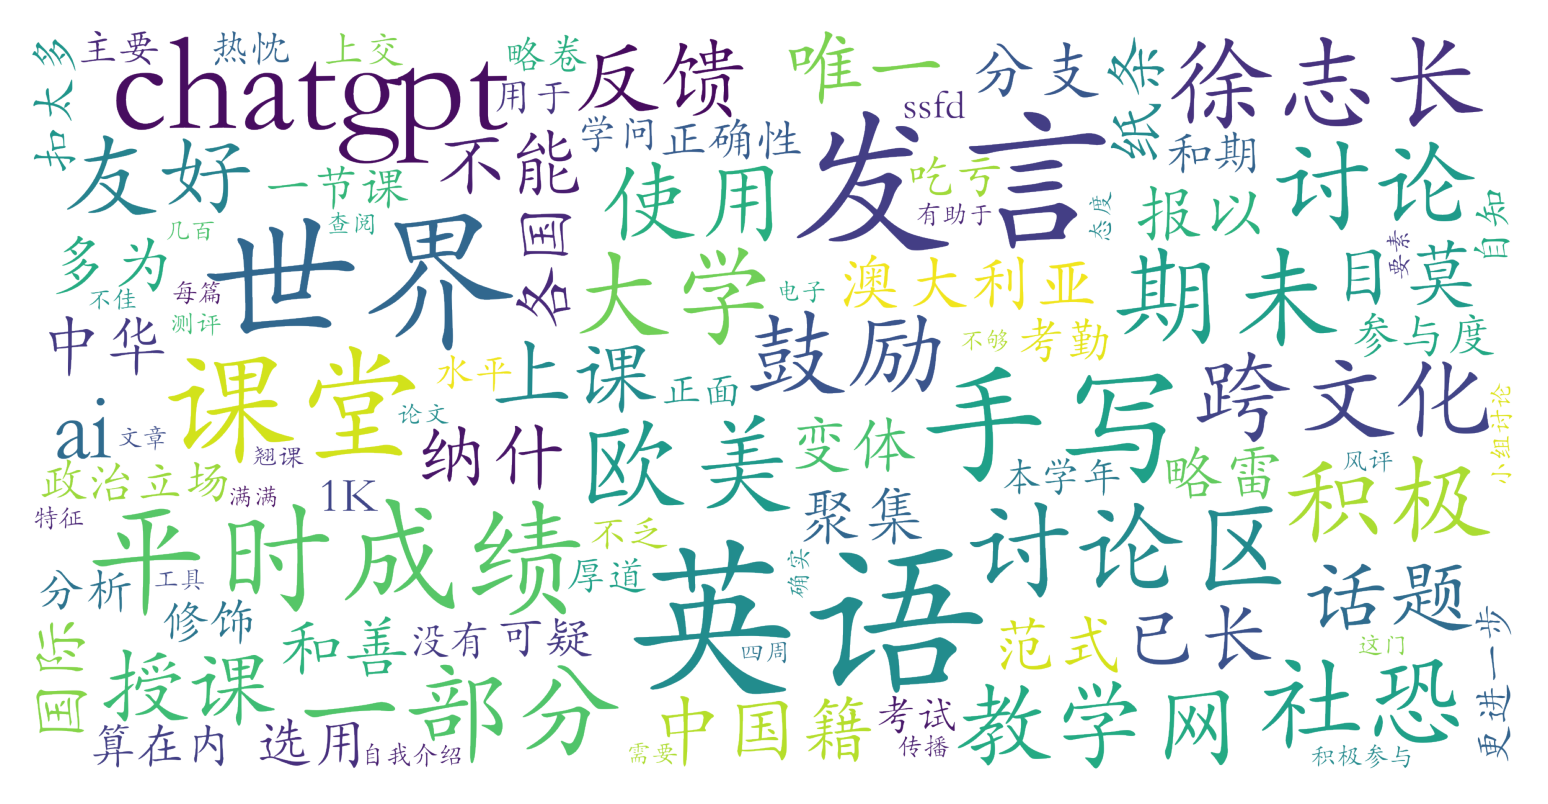 主要
热忱
上交
略卷
反馈
唯一
分支
纸条
徐志长
扣太多
chatgpt
用于
ssfd
学问
正确性
发言
和期
友好
不能
一节课
使用
吃亏
有助于
态度
报以
讨论
自知
几百
查阅
各国
多为
世界
大学
电子
澳大利亚
期未
要素
目莫
不佳
每篇
测评
中华
鼓励
不够
考勤
参与度
课堂
水平
上课
正面
手写
跨文化
小组讨论
ai
文章
论文
纳什
欧美
变体
翘课
政治立场
满满
1K
本学年
略雷
风评
积极
特征
平时成绩
不乏
聚集
讨论区
分析
工具
厚道
确实
英语
话题
修饰
国际
和善
没有
可疑
四周
范式
已长
这门
更进一步
授课
一部分
中国籍
考试
教学网
社恐
算在内
选用
自我介绍
需要
传播
积极参与